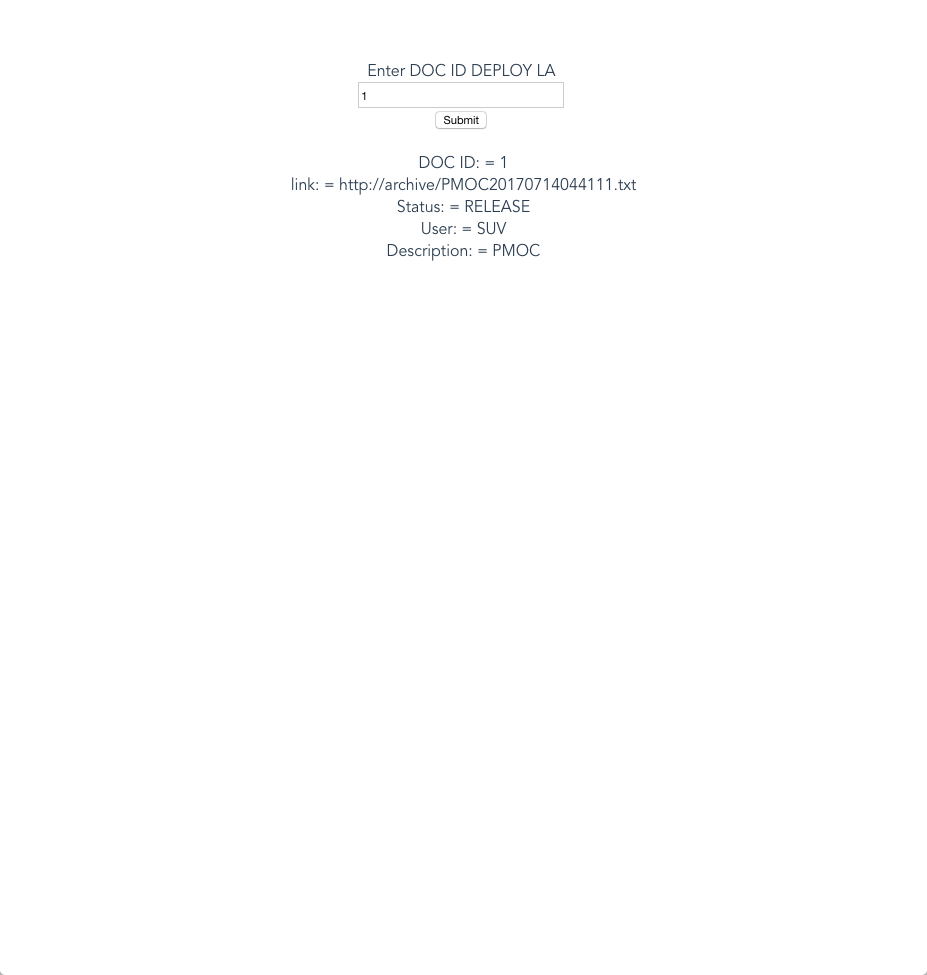 Enter DOC ID DEPLOY LA
1
Submit
DOC ID: = 1
link: = http://archive/PMOC20170714044111.txt
Status: = RELEASE
User: = SUV
Description: = PMOC